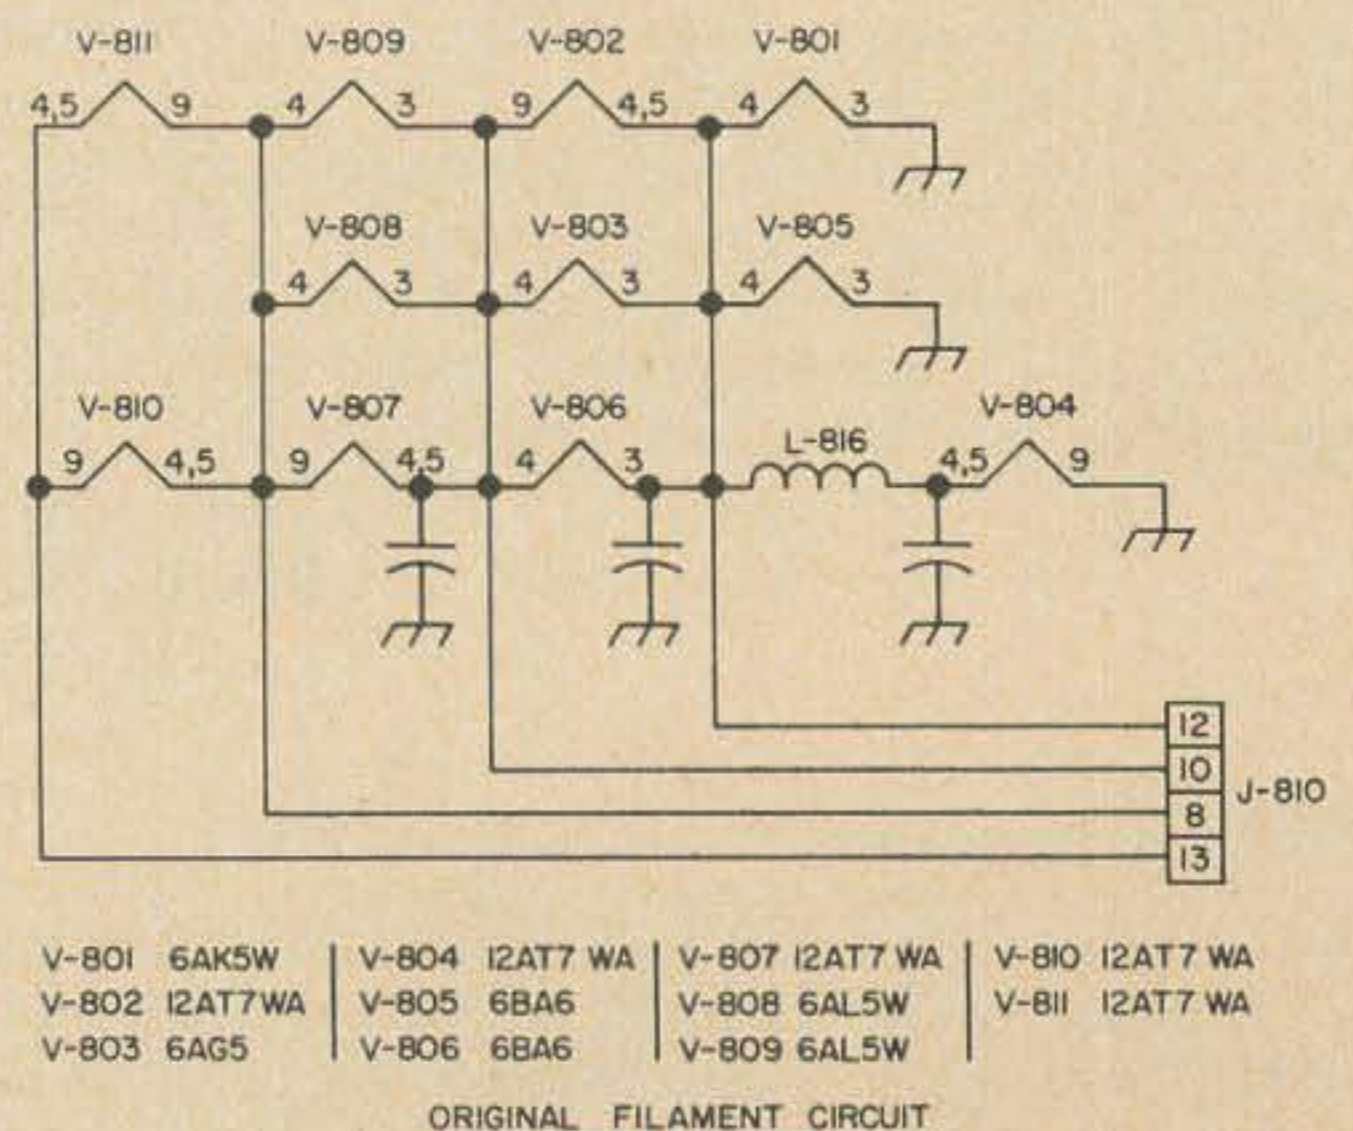 V-811 V-809 V-802 V-801
4,5 9 4 3 9 4,5 4 3
V-808 V-803 V-805
4 3 4 3 4 3
V-810 V-807 V-806 L-816 V-804
9 4,5 9 4,5 4 3 4,5 9
12
10
J-810
8
13
V-801 6AK5W V-804 12AT7 WA V-807 12AT7 WA V-810 12AT7 WA
V-802 12AT7WA V-805 6BA6 V-808 6AL5W V-811 12AT7 WA
V-803 6AG5 V-806 6BA6 V-809 6AL5W
ORIGINAL FILAMENT CIRCUIT